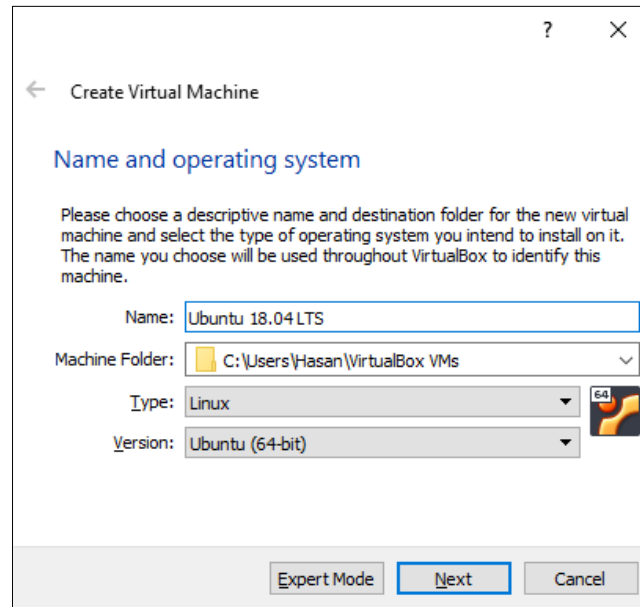 ?
Create Virtual Machine
Name and operating system
Please choose a descriptive name and destination folder for the new virtual
machine and select the type of operating system you intend to install on it.
The name you choose will be used throughout VirtualBox to identify this
machine.
Name: Ubuntu 18.04 LTS
Machine Folder: C:\Users\Hasan\VirtualBox VMs
Type: Linux
64
Version: Ubuntu (64-bit)
Expert Mode Next Cancel